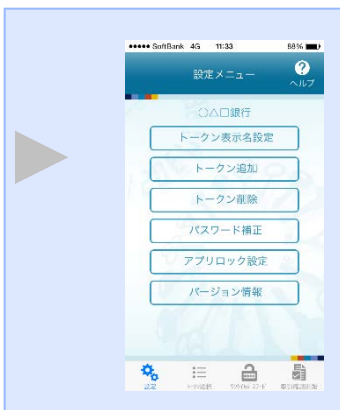 ●●●●● SoftBank 4G 11:33 88%
設定メニュー
ヘルプ
○△□銀行
トークン表示名設定
トークン追加
トークン削除
パスワード補正
アプリロック設定
バージョン情報
設定